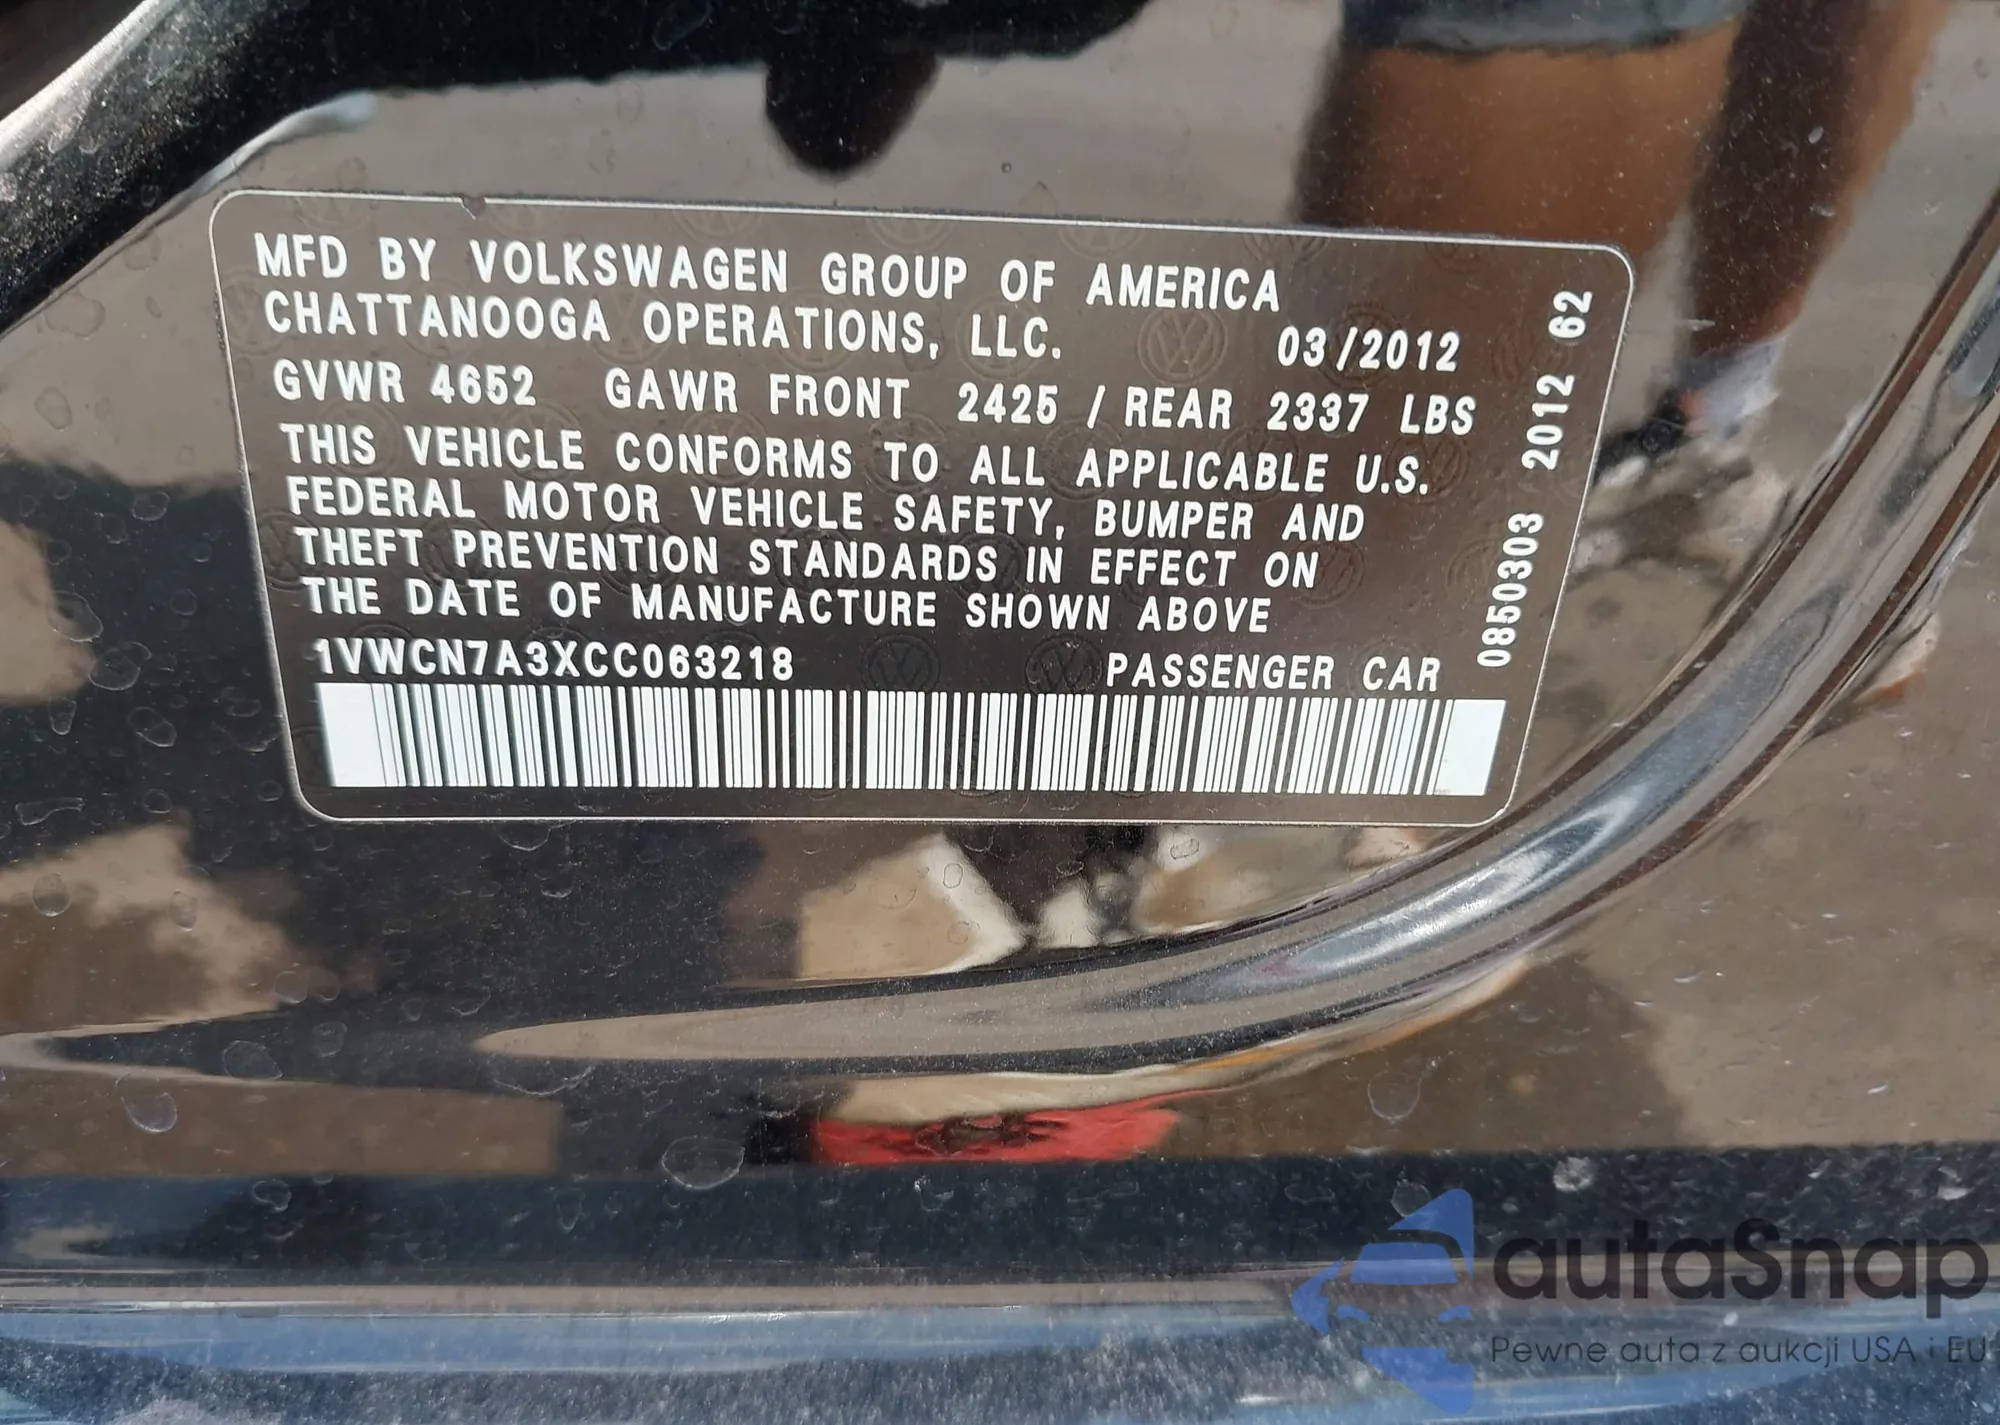 MFD BY VOLKSWAGEN GROUP OF AMERICA
CHATTANOOGA OPERATIONS, LLC. 03/2012
GVWR 4652 GAWR FRONT 2425 / REAR 2337 LBS
THIS VEHICLE CONFORMS TO ALL APPLICABLE U.S.
FEDERAL MOTOR VEHICLE SAFETY, BUMPER AND
THEFT PREVENTION STANDARDS IN EFFECT ON
THE DATE OF MANUFACTURE SHOWN ABOVE
1VWCN7A3XCC063218 PASSENGER CAR
0850303 2012 62
autaSnap
Pewne auta z aukcji USA i EU